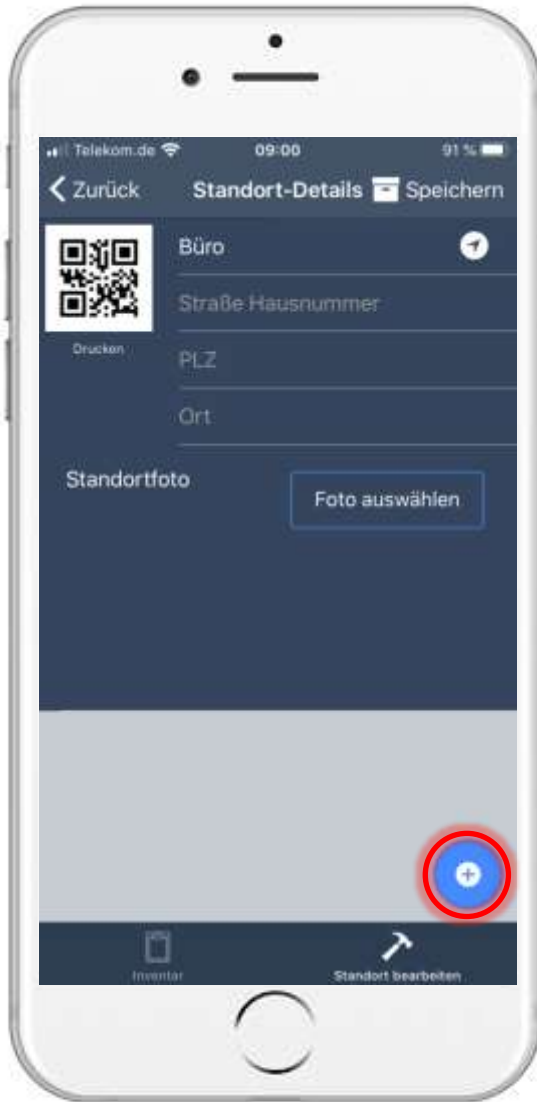 Telekom.de 09:00 91 %
Zurück Standort-Details Speichern
Büro
Straße Hausnummer
Drucken
PLZ
Ort
Standortfoto
Foto auswählen
Inventar Standort bearbeiten